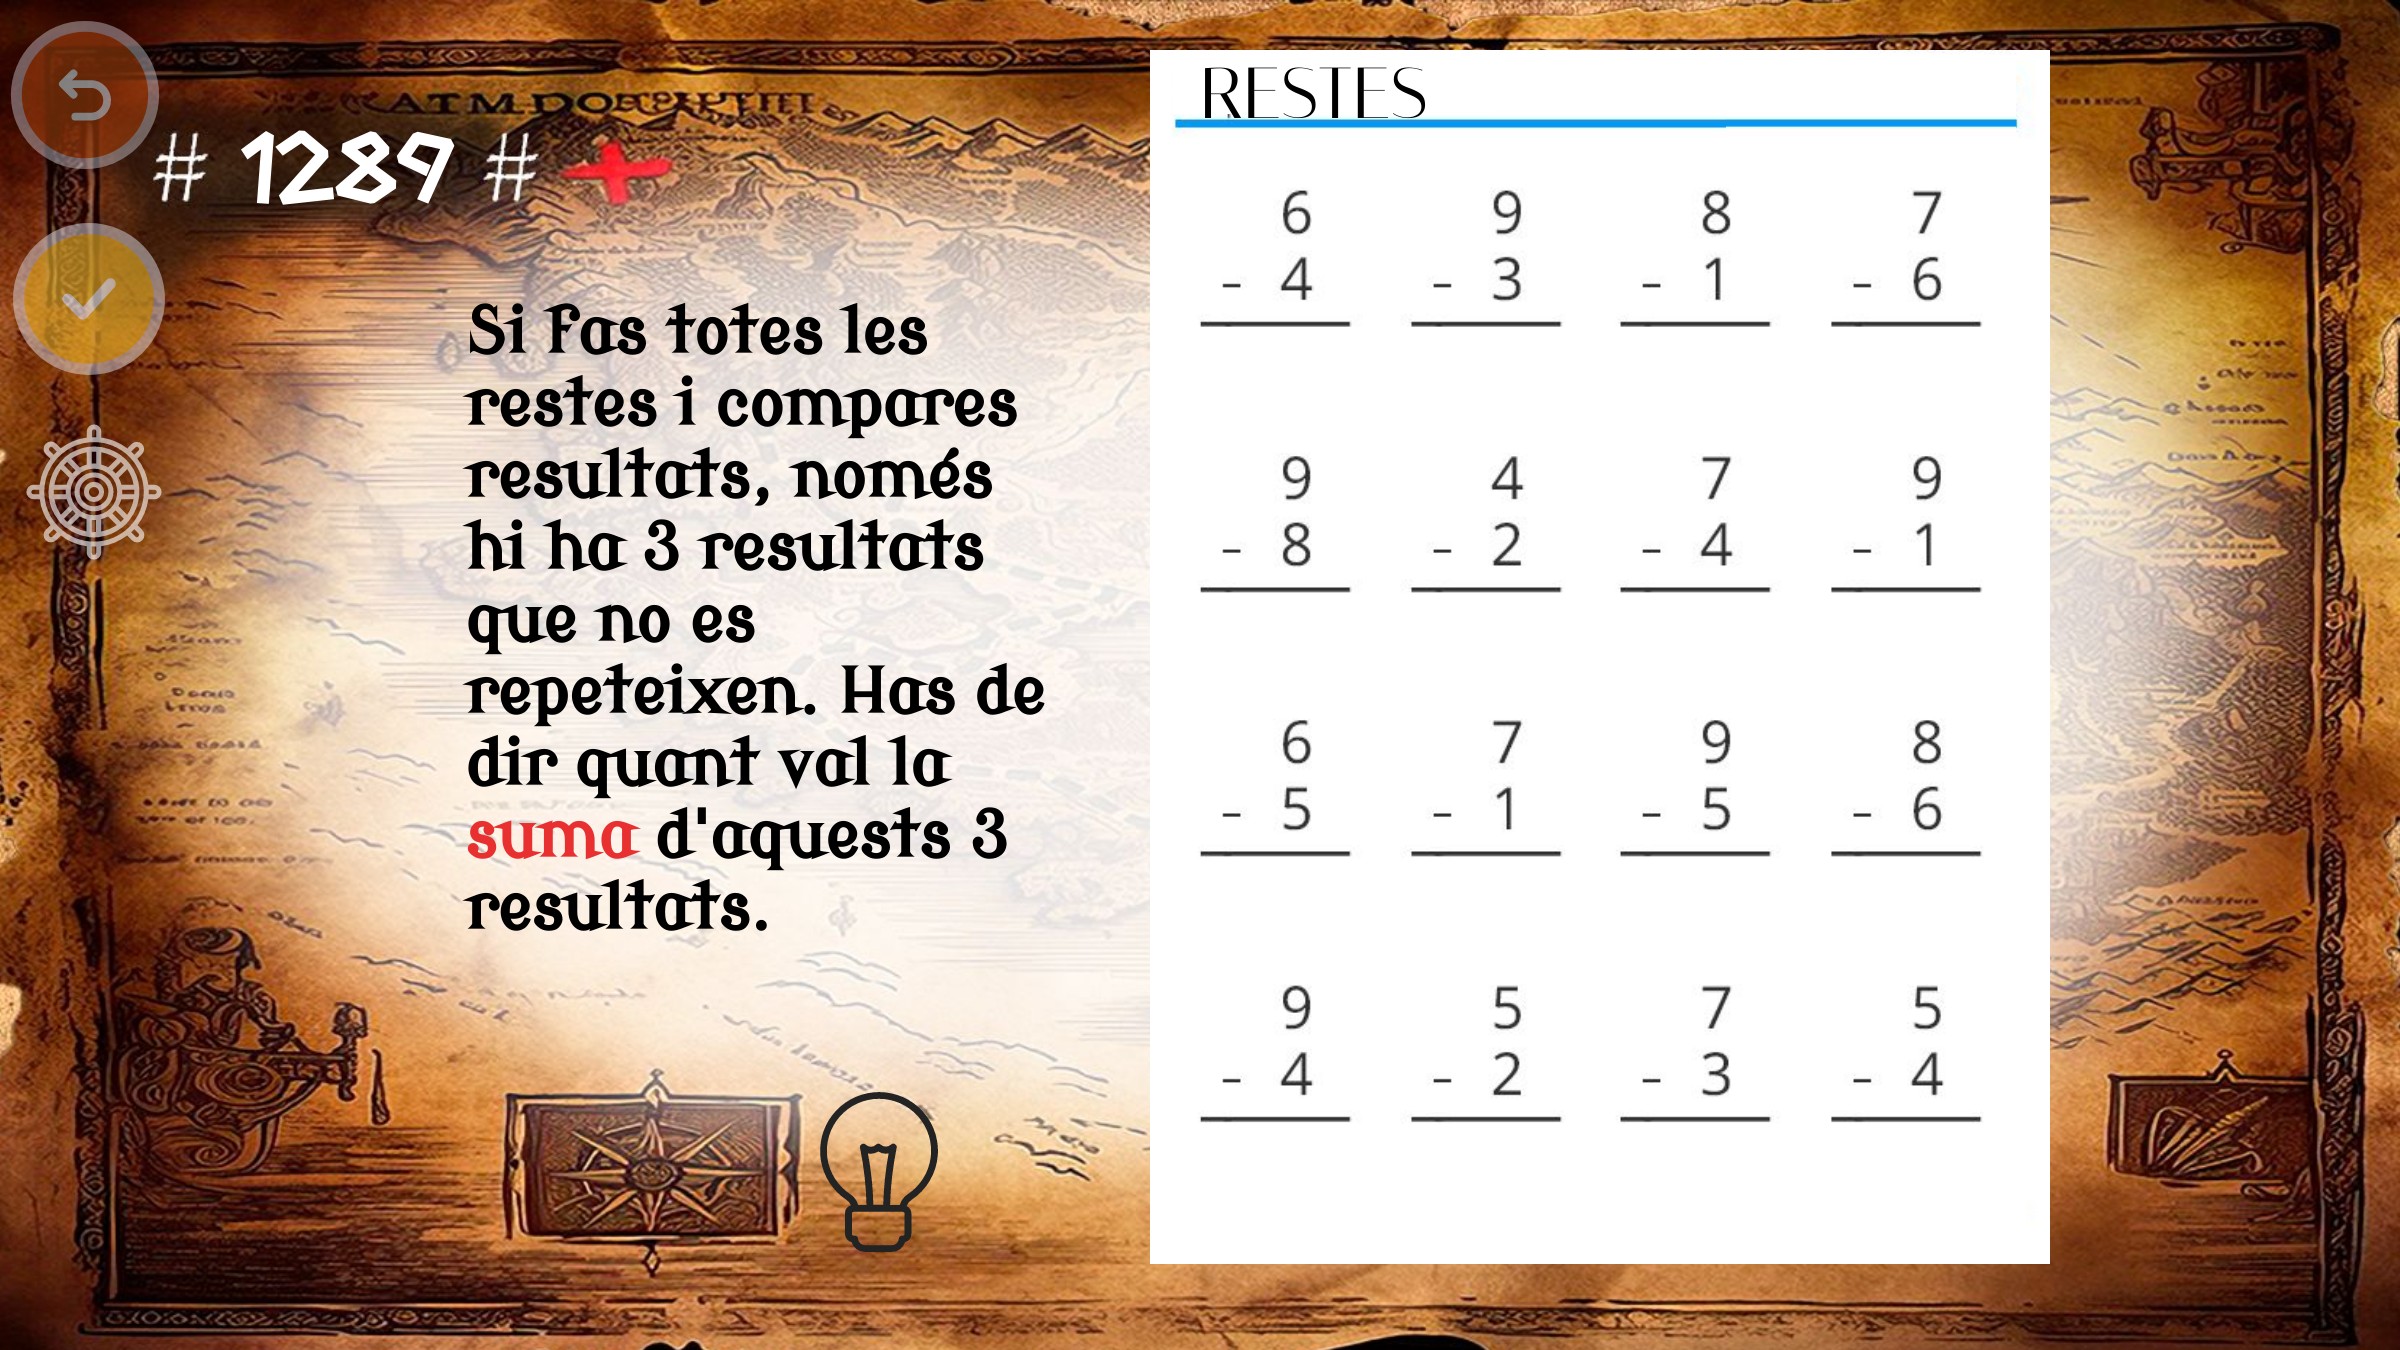 # 1289 #
Si fas totes les
restes i compares
resultats, només
hi ha 3 resultats
que no es
repeteixen. Has de
dir quant val la
suma d'aquests 3
resultats.
RESTES
6 9 8 7
- 4 - 3 - 1 - 6
9 4 7 9
- 8 - 2 - 4 - 1
6 7 9 8
- 5 - 1 - 5 - 6
9 5 7 5
- 4 - 2 - 3 - 4